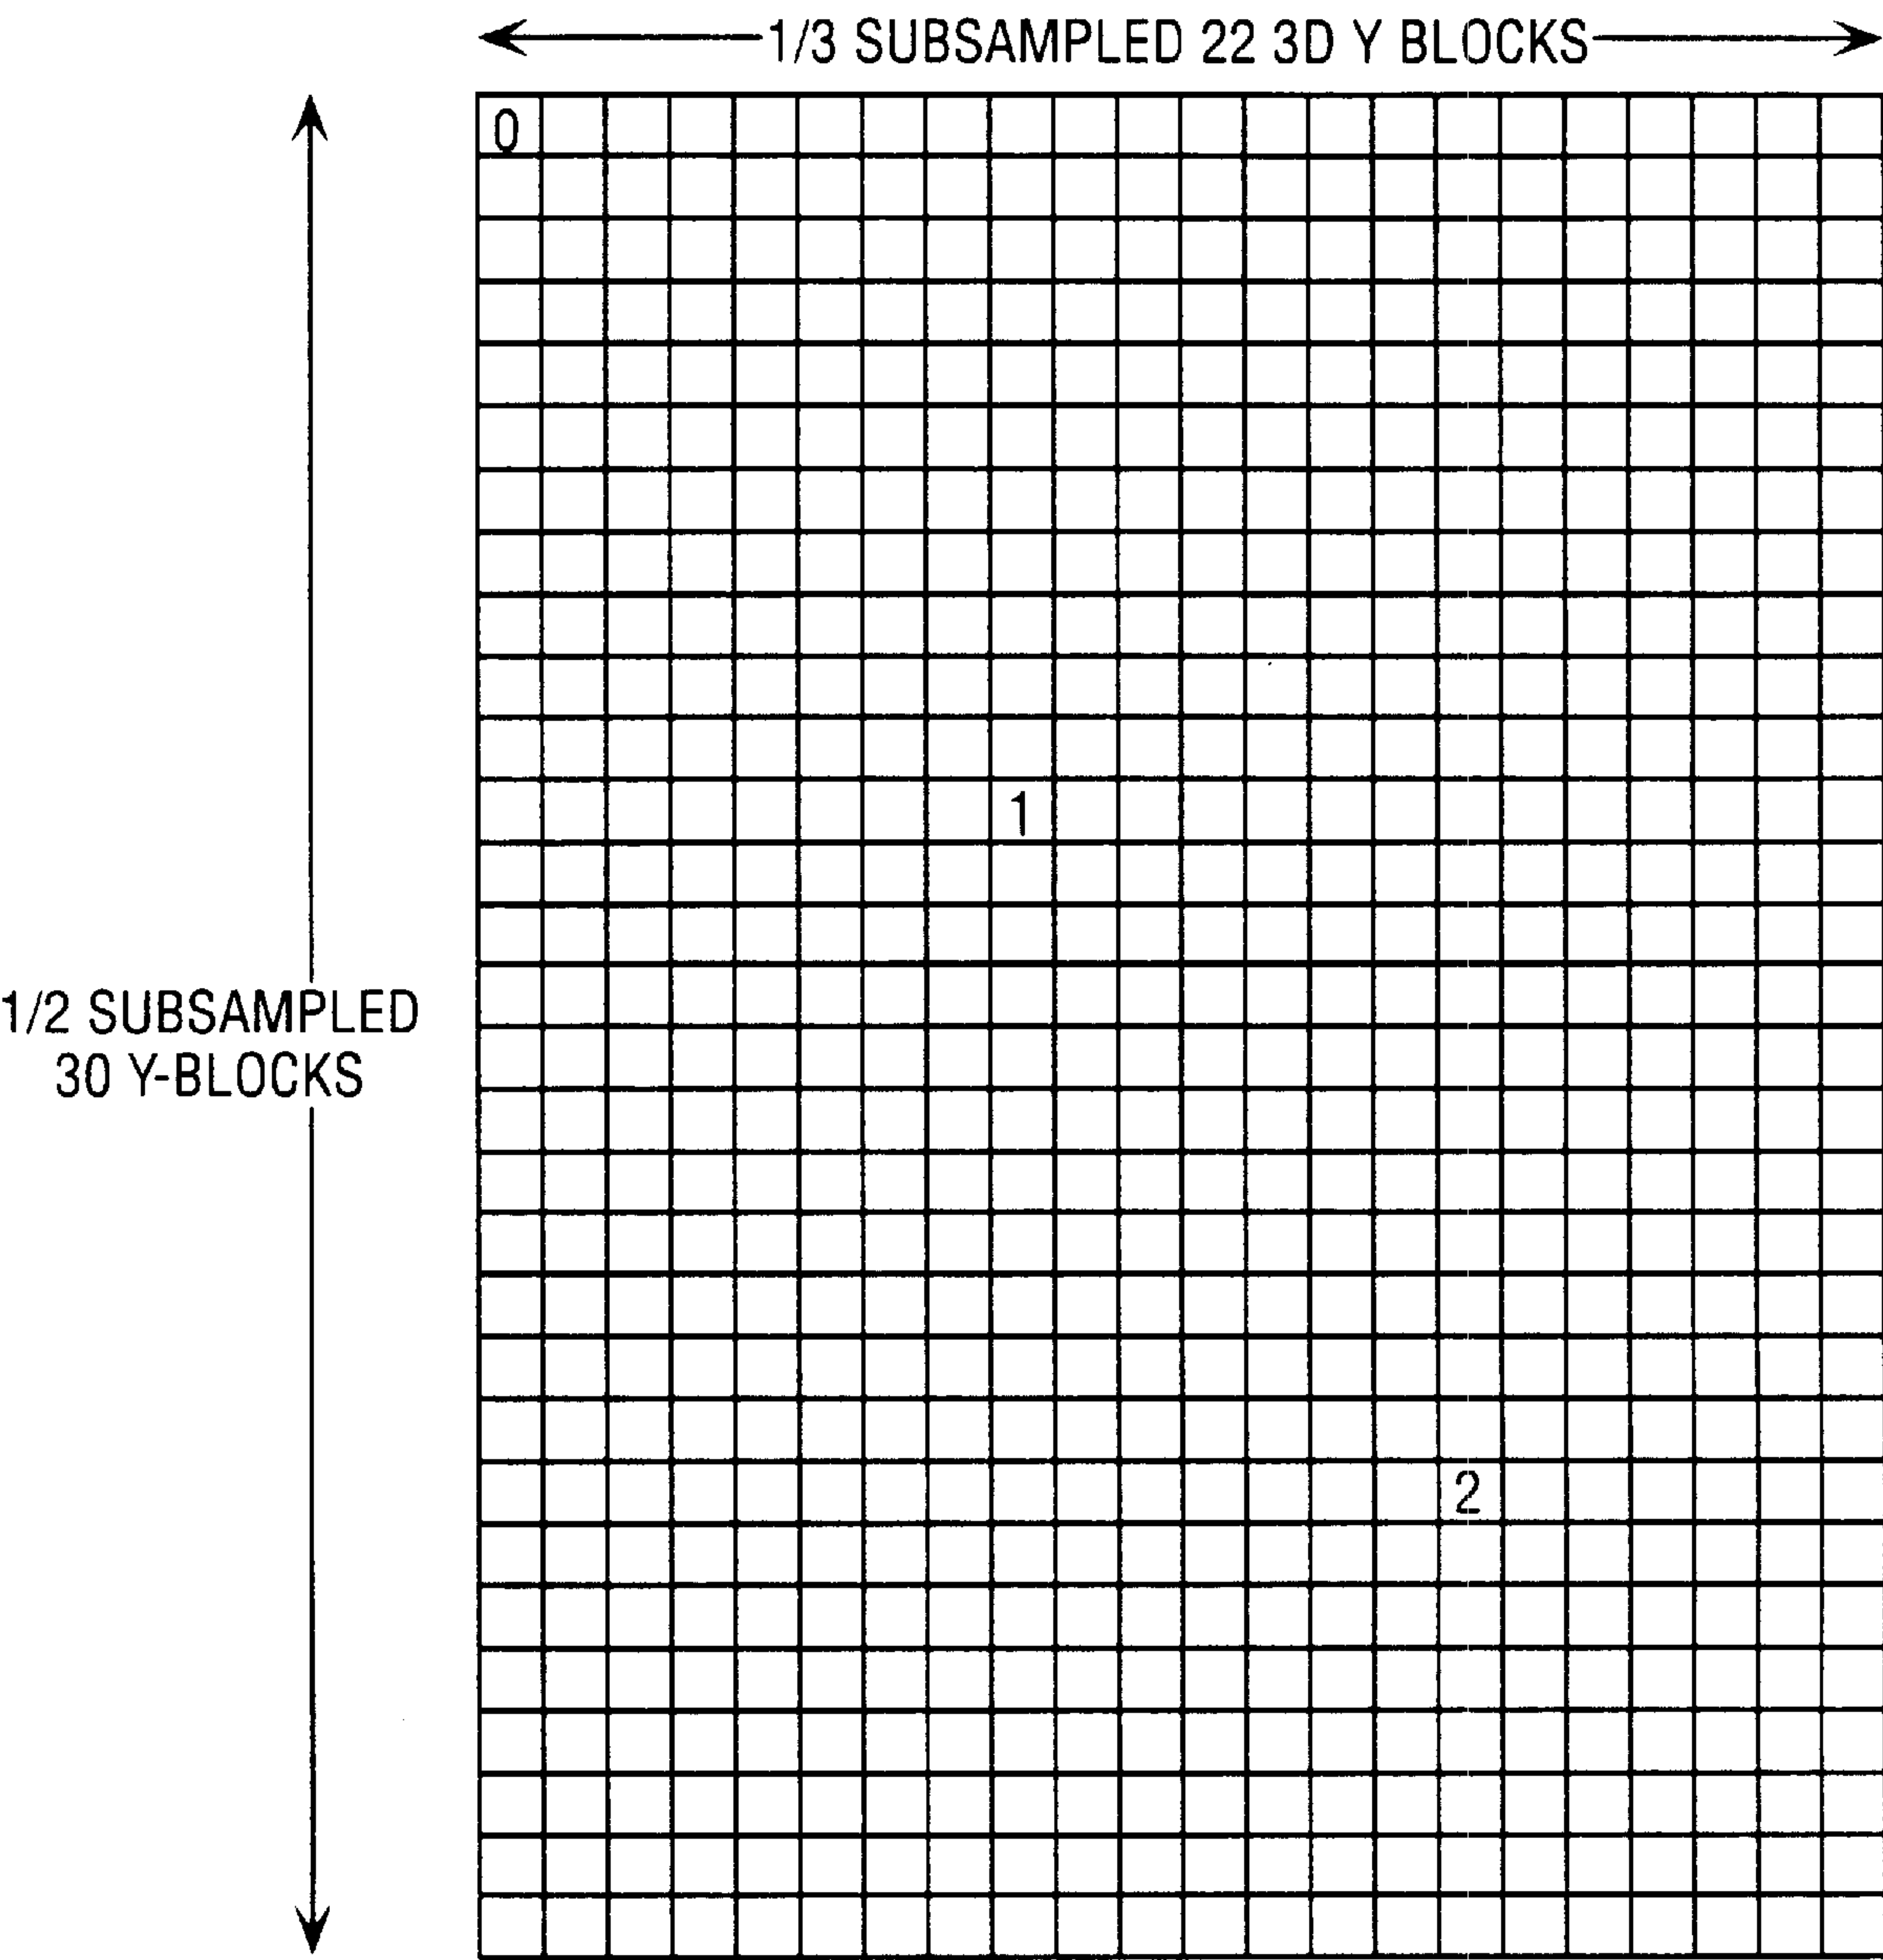 1/3 SUBSAMPLED 22 3D Y BLOCKS
0
1
1/2 SUBSAMPLED
30 Y-BLOCKS
2